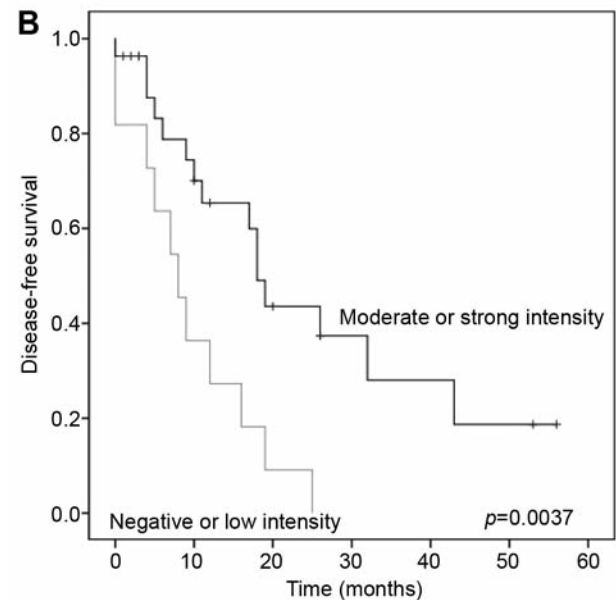 B
1.0
0.8
0.6
0.4
0.2
0.0
Disease-free survival
Moderate or strong intensity
Negative or low intensity
p=0.0037
0 10 20 30 40 50 60
Time (months)